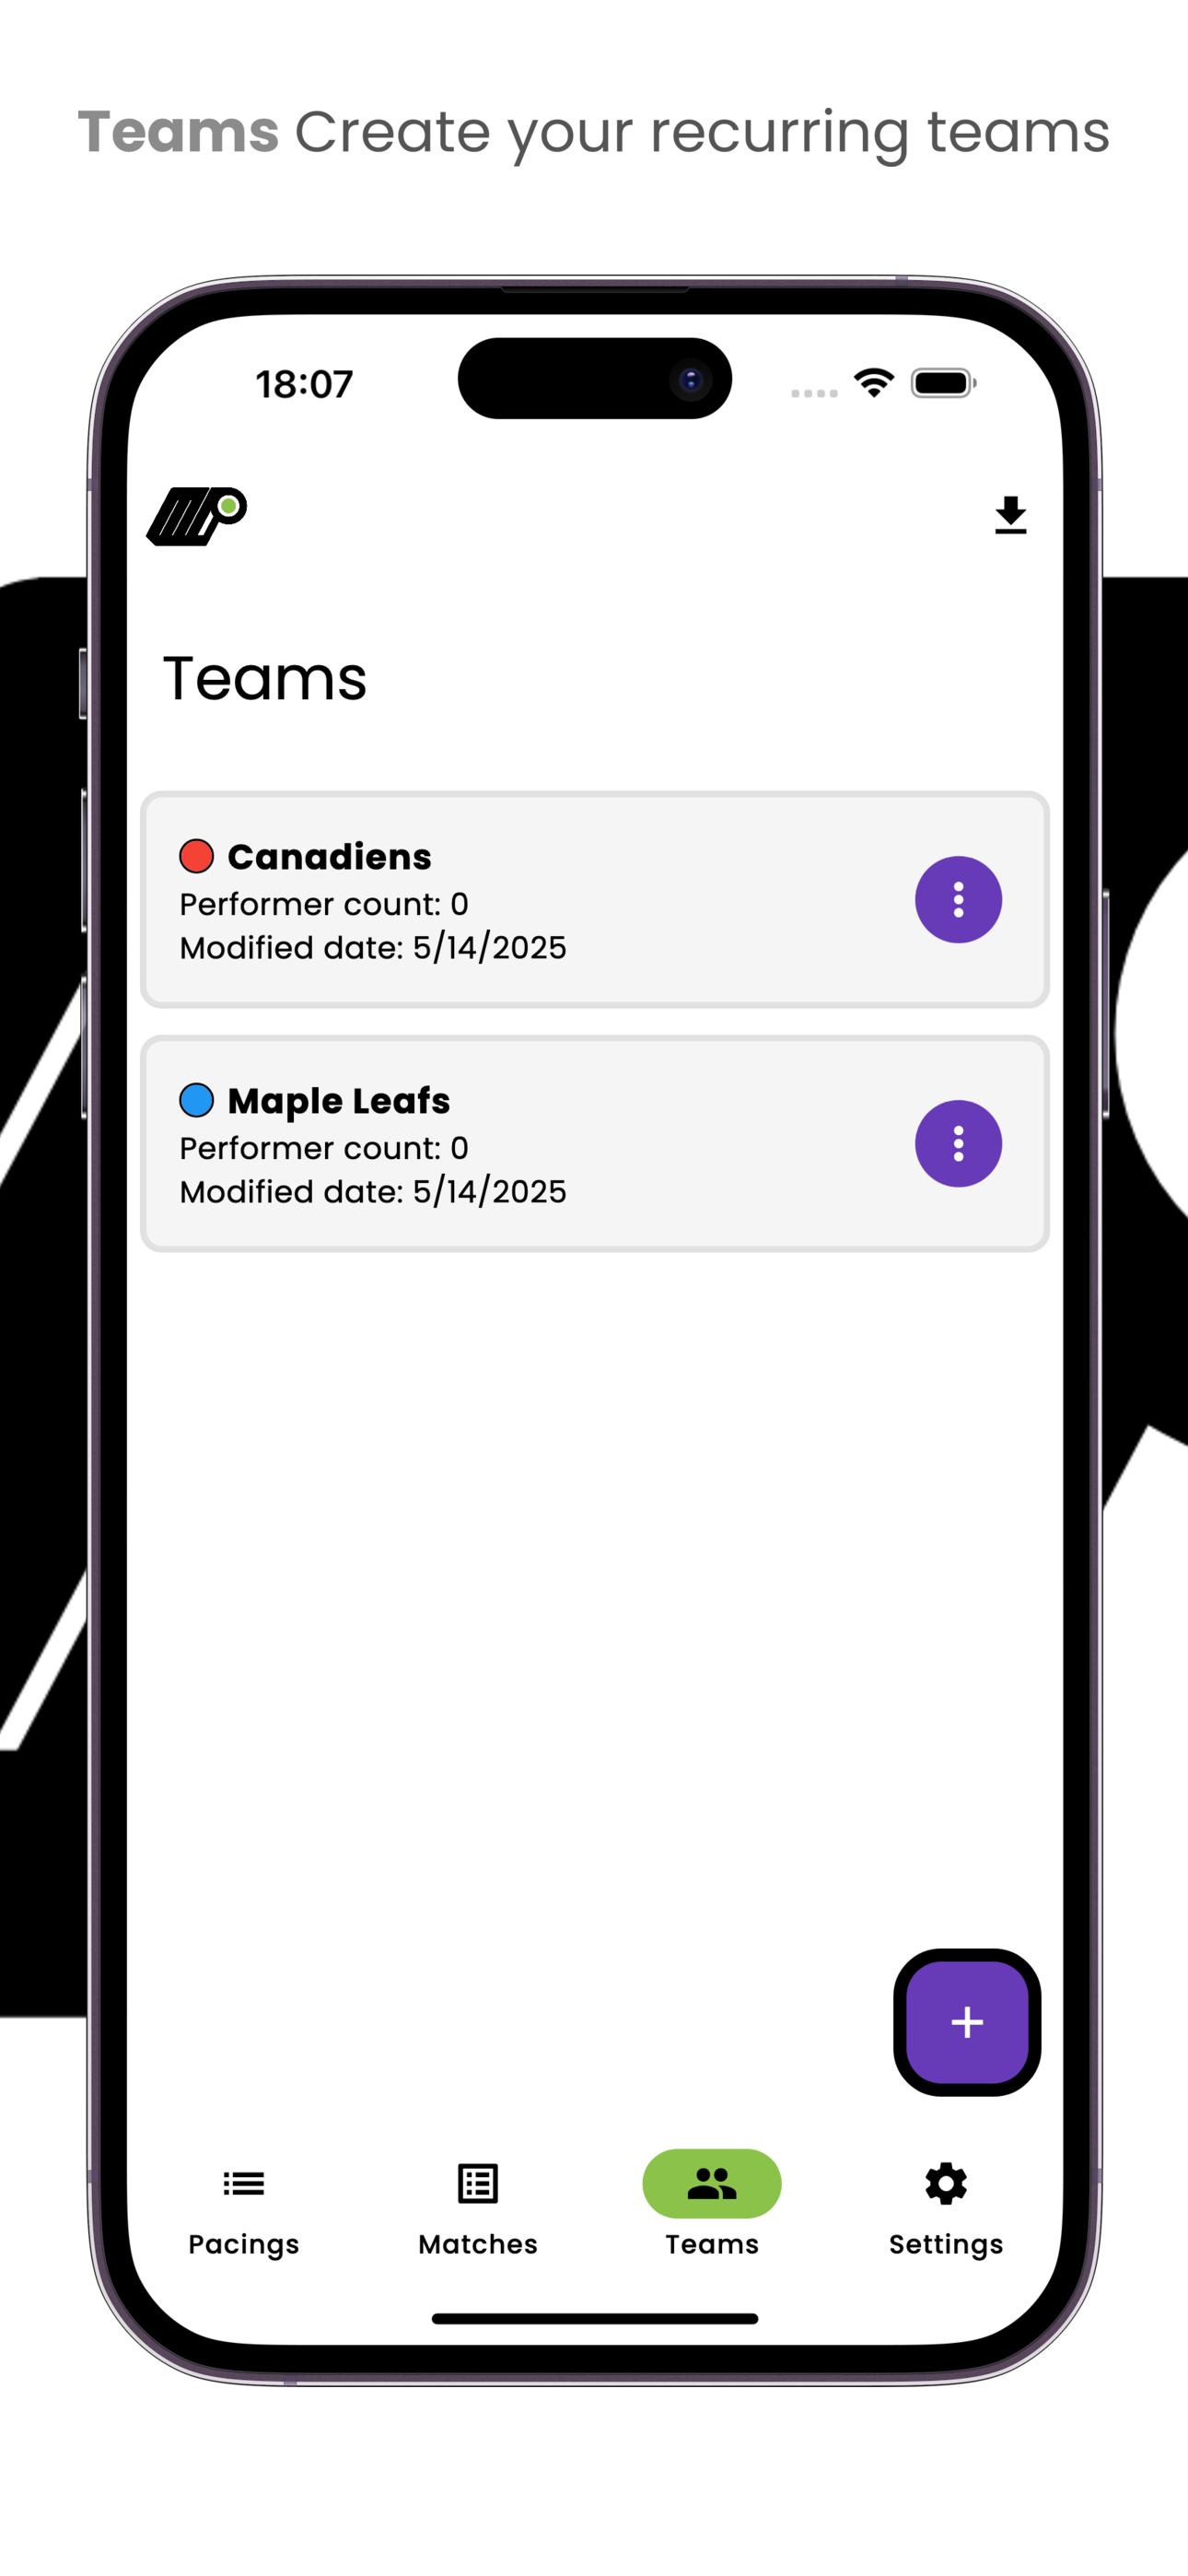 Teams Create your recurring teams
18:07
Teams
Canadiens
Performer count: 0
Modified date: 5/14/2025
Maple Leafs
Performer count: 0
Modified date: 5/14/2025
Pacings
Matches
Teams
Settings